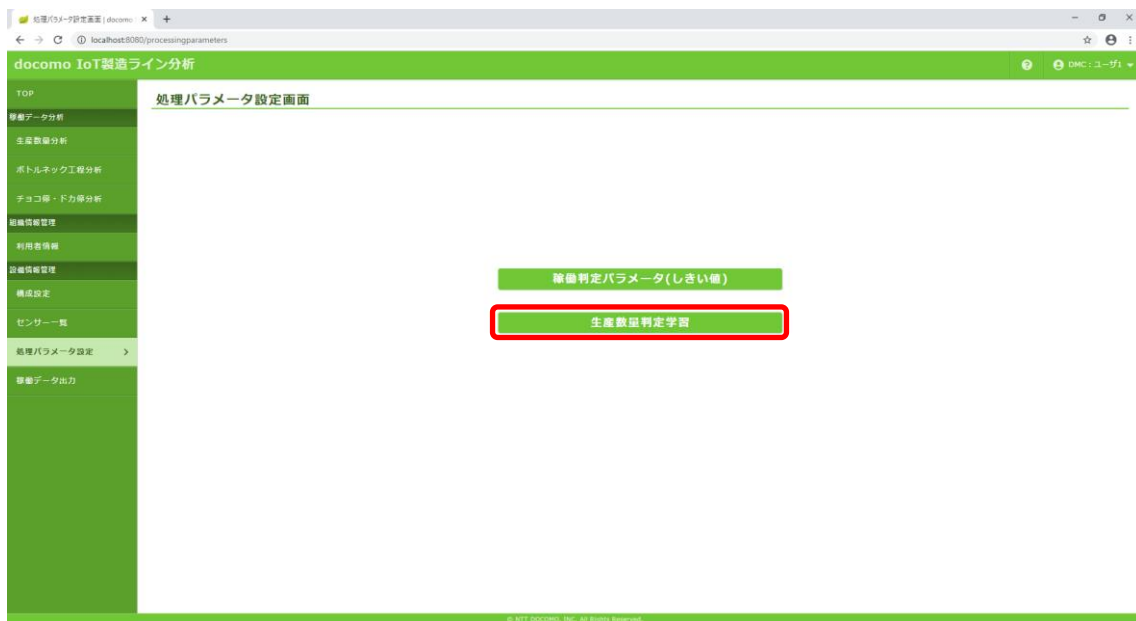 処理パラメータ設定画面 | docomo
localhost:8080/processingparameters
docomo IoT製造ライン分析
DMC：ユーザ1
TOP
処理パラメータ設定画面
稼働データ分析
生産数量分析
ボトルネック工程分析
チョコ停・ドカ停分析
組織情報管理
利用者情報
設備情報管理
稼働判定パラメータ(しきい値)
構成設定
生産数量判定学習
センサー一覧
処理パラメータ設定
稼働データ出力
© NTT DOCOMO, INC. All Rights Reserved.